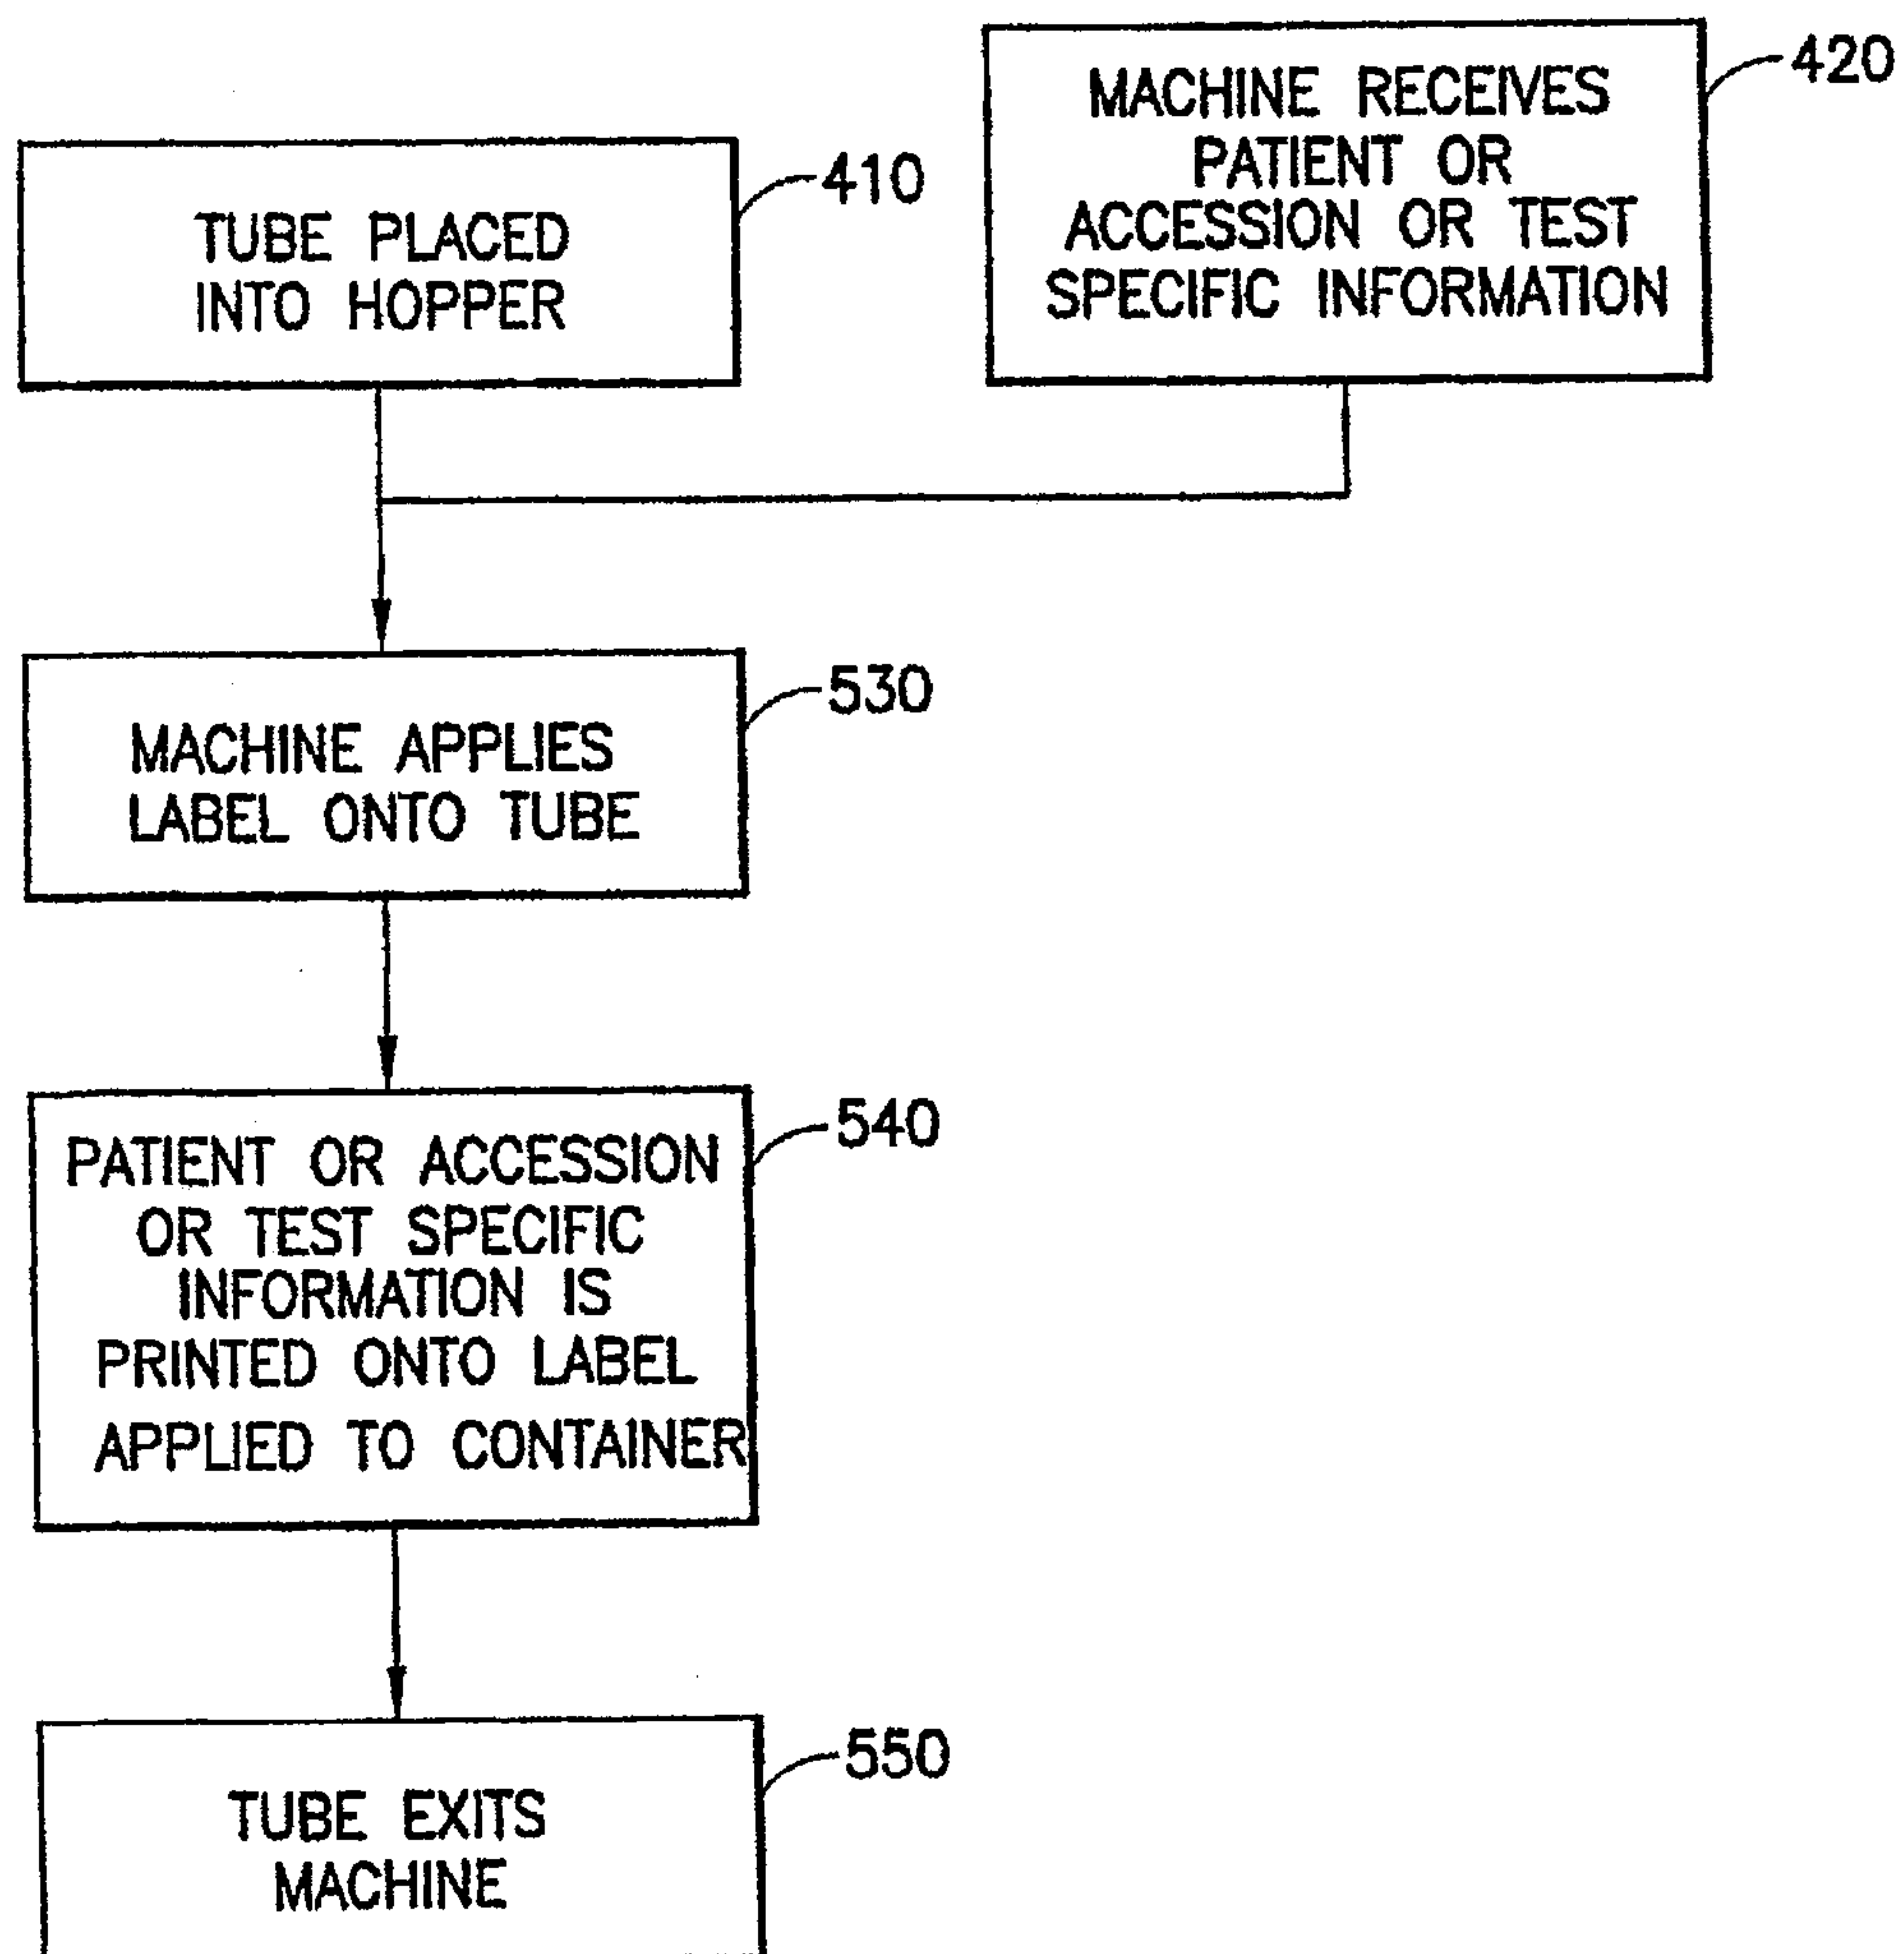 TUBE PLACED
INTO HOPPER
410
MACHINE RECEIVES
PATIENT OR
ACCESSION OR TEST
SPECIFIC INFORMATION
420
MACHINE APPLIES
LABEL ONTO TUBE
530
PATIENT OR ACCESSION
OR TEST SPECIFIC
INFORMATION IS
PRINTED ONTO LABEL
APPLIED TO CONTAINER
540
TUBE EXITS
MACHINE
550